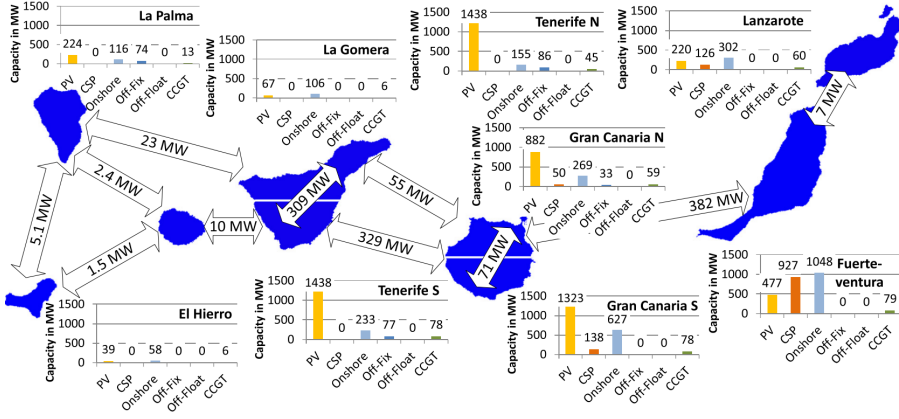 La Palma
Capacity in MW
1500
1000
500
0
224 0 116 74 0 13
PV CSP Onshore Off-Fix Off-Float CCGT
La Gomera
Capacity in MW
1500
1000
500
0
67 0 106 0 0 6
PV CSP Onshore Off-Fix Off-Float CCGT
Tenerife N
Capacity in MW
1500
1000
500
0
1438 0 155 86 0 45
PV CSP Onshore Off-Fix Off-Float CCGT
Lanzarote
Capacity in MW
1500
1000
500
0
220 126 302 0 0 60
PV CSP Onshore Off-Fix Off-Float CCGT
Gran Canaria N
Capacity in MW
1500
1000
500
0
882 50 269 33 0 59
PV CSP Onshore Off-Fix Off-Float CCGT
7 MW
23 MW
2.4 MW
5.1 MW
1.5 MW
10 MW
309 MW
55 MW
329 MW
71 MW
382 MW
El Hierro
Capacity in MW
1500
1000
500
0
39 0 58 0 0 6
PV CSP Onshore Off-Fix Off-Float CCGT
Tenerife S
Capacity in MW
1500
1000
500
0
1438 0 233 77 0 78
PV CSP Onshore Off-Fix Off-Float CCGT
Gran Canaria S
Capacity in MW
1500
1000
500
0
1323 138 627 0 0 78
PV CSP Onshore Off-Fix Off-Float CCGT
Fuerte-
ventura
Capacity in MW
1500
1000
500
0
477 927 1048 0 0 79
PV CSP Onshore Off-Fix Off-Float CCGT